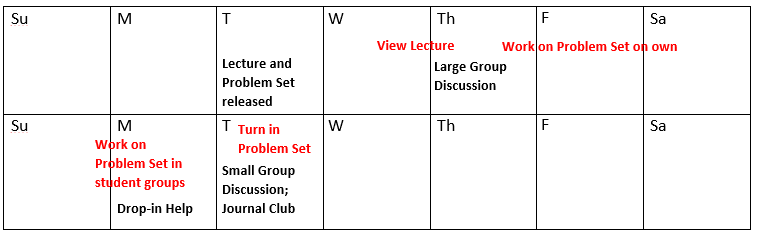 Su M T W Th F Sa
View Lecture Work on Problem Set on own
Lecture and
Problem Set
released
Large Group
Discussion
Su M T W Th F Sa
Work on
Problem Set in
student groups
Drop-in Help
Turn in
Problem Set
Small Group
Discussion;
Journal Club